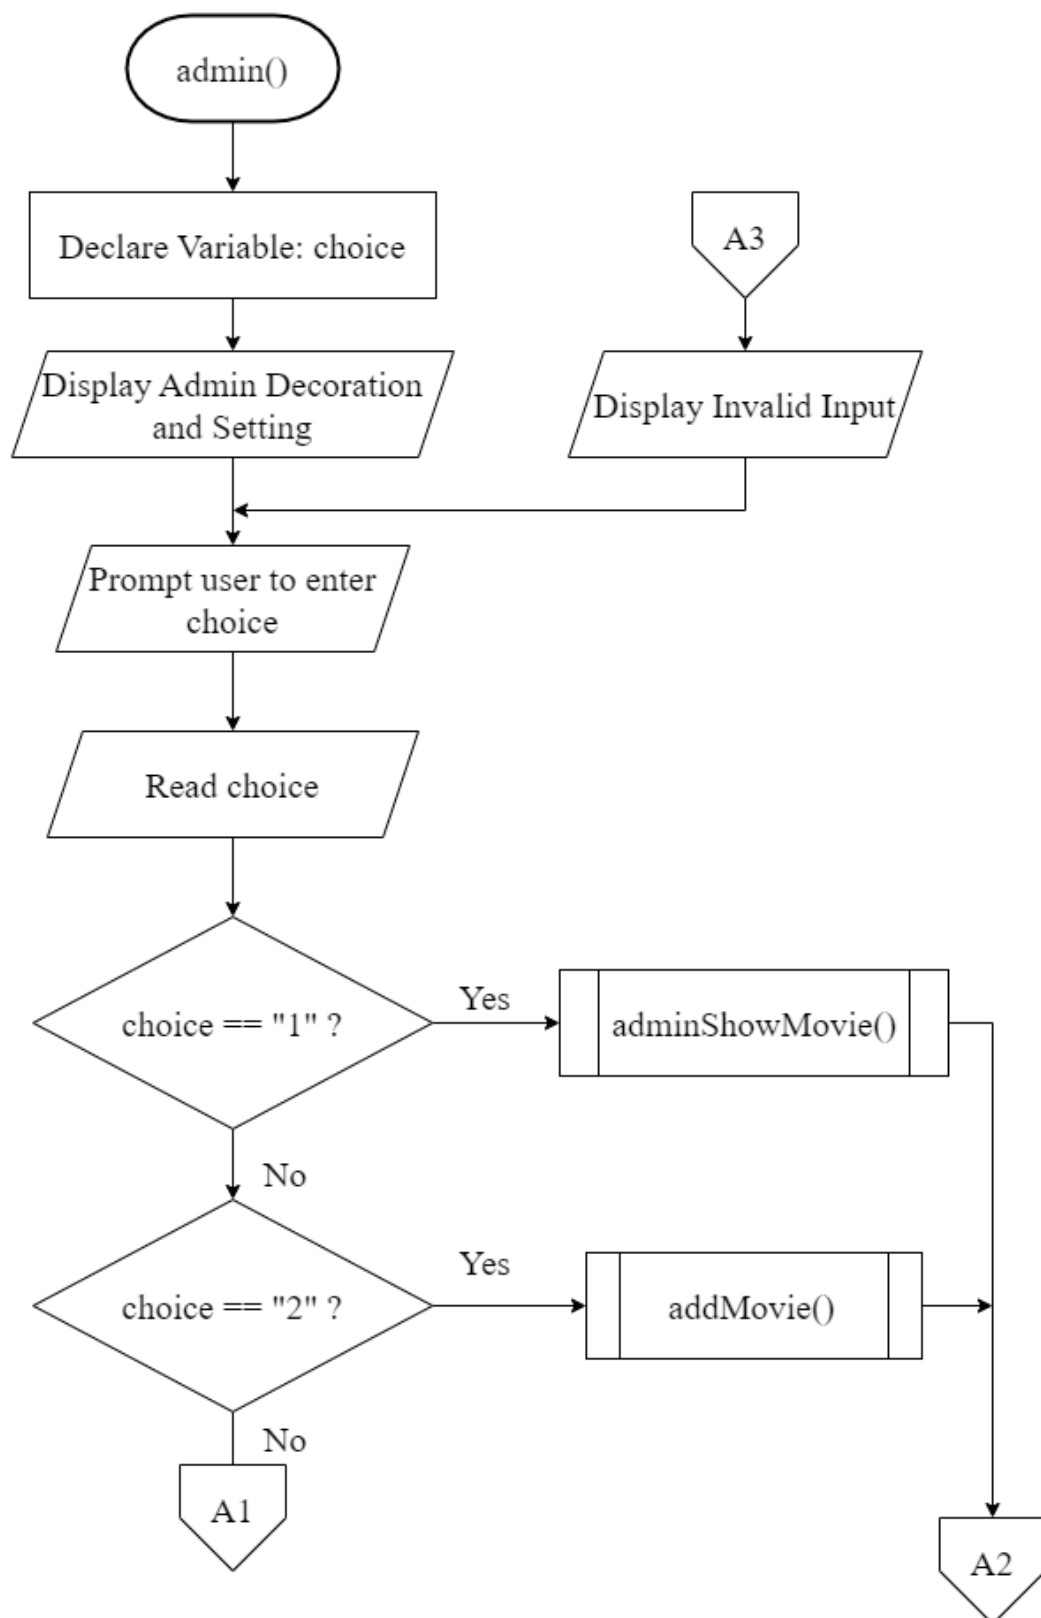 admin()
Declare Variable: choice
A3
Display Admin Decoration
and Setting
Display Invalid Input
Prompt user to enter
choice
Read choice
choice == "1" ?
Yes
adminShowMovie()
No
choice == "2" ?
Yes
addMovie()
No
A1
A2